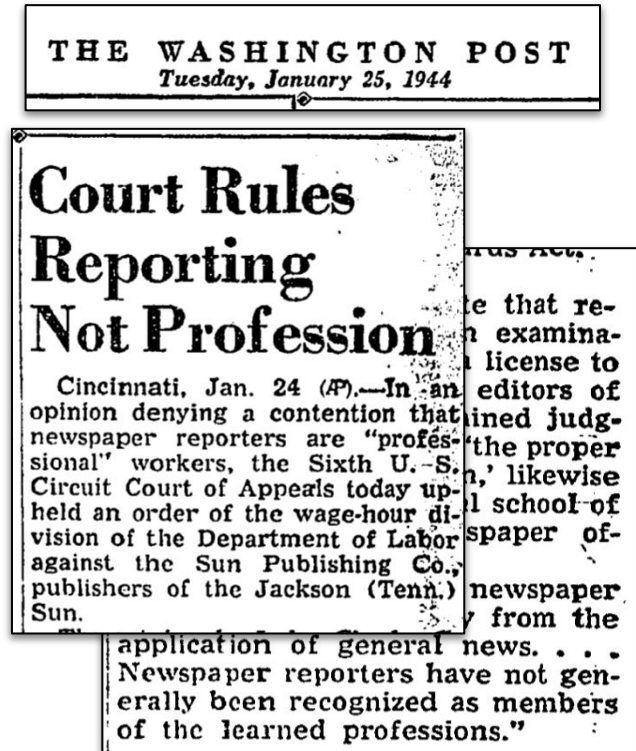 THE WASHINGTON POST
Tuesday, January 25, 1944
Court Rules
Reporting
Not Profession
Cincinnati, Jan. 24 (AP).—In an
opinion denying a contention that
newspaper reporters are "profes-
sional" workers, the Sixth U. S.
Circuit Court of Appeals today up-
held an order of the wage-hour di-
vision of the Department of Labor
against the Sun Publishing Co.,
publishers of the Jackson (Tenn.)
Sun.
Act.
that re-
examina-
license to
editors of
judg-
"the proper
likewise
school of
of-
newspaper
from the
application of general news. . . .
Newspaper reporters have not gen-
erally been recognized as members
of the learned professions."